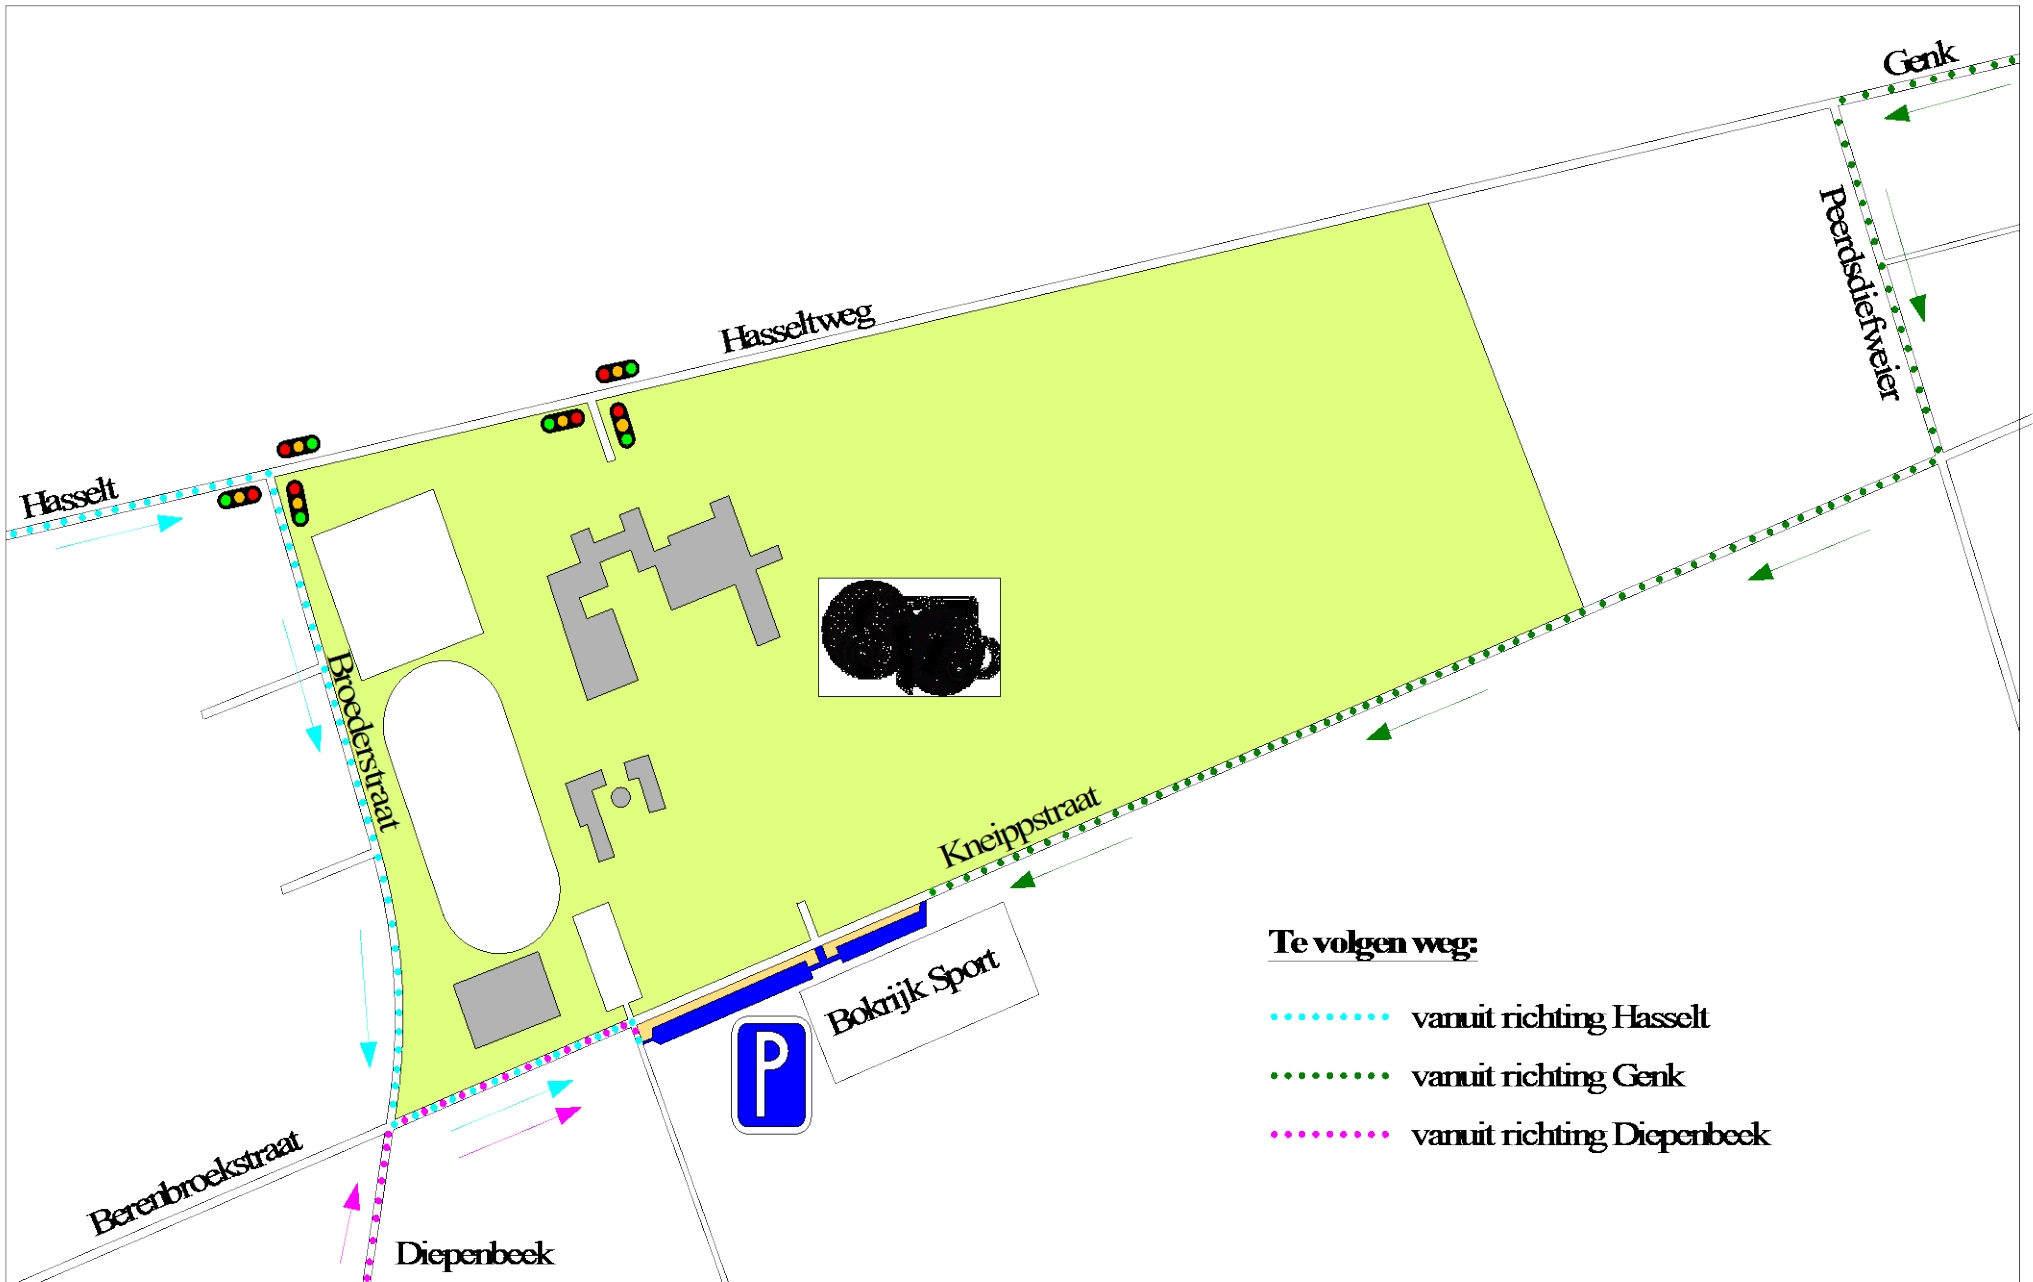 Genk
Peerdsdiefweier
Hasseltweg
Hasselt
Broederstraat
Kneippstraat
Bokrijk Sport
P
Te volgen weg:
vanuit richting Hasselt
vanuit richting Genk
vanuit richting Diepenbeek
Berenbroekstraat
Diepenbeek